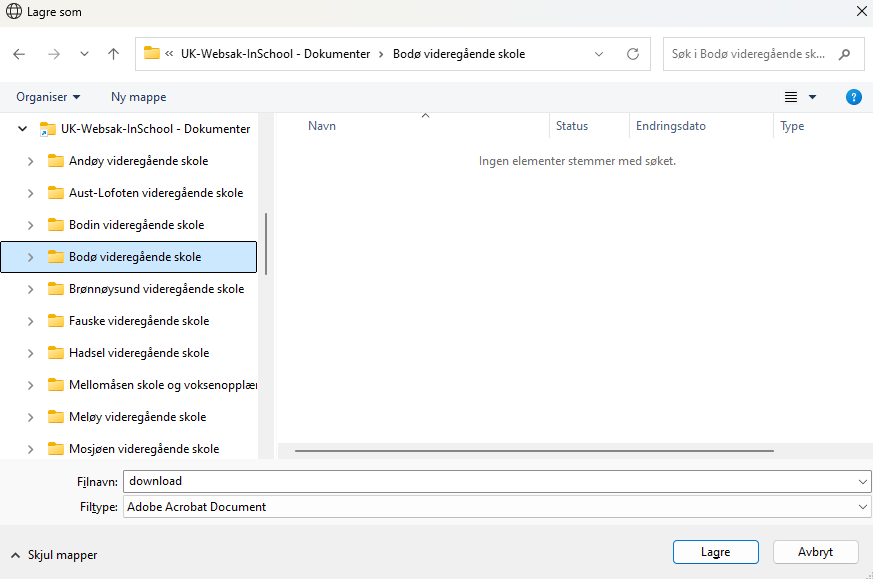 Lagre som
« UK-Websak-InSchool - Dokumenter > Bodø videregående skole
Søk i Bodø videregående sk...
Organiser Ny mappe
?
UK-Websak-InSchool - Dokumenter
Andøy videregående skole
Aust-Lofoten videregående skole
Bodin videregående skole
Bodø videregående skole
Brønnøysund videregående skole
Fauske videregående skole
Hadsel videregående skole
Mellomåsen skole og voksenopplær
Meløy videregående skole
Mosjøen videregående skole
Navn Status Endringsdato Type
Ingen elementer stemmer med søket.
Filnavn: download
Filtype: Adobe Acrobat Document
Skjul mapper
Lagre Avbryt